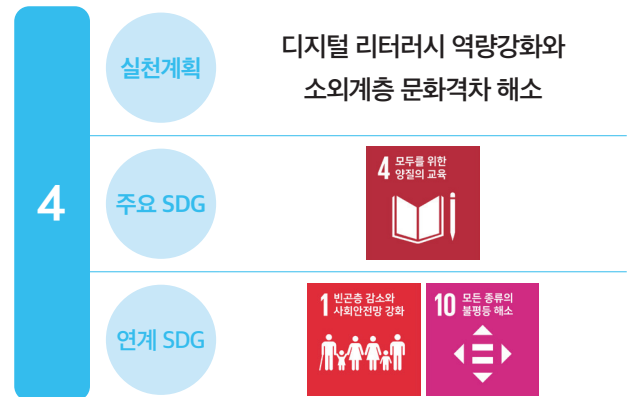 4
실천계획
디지털 리터러시 역량강화와
소외계층 문화격차 해소
주요 SDG
4 모두를 위한
양질의 교육
연계 SDG
1 빈곤층 감소와
사회안전망 강화
10 모든 종류의
불평등 해소